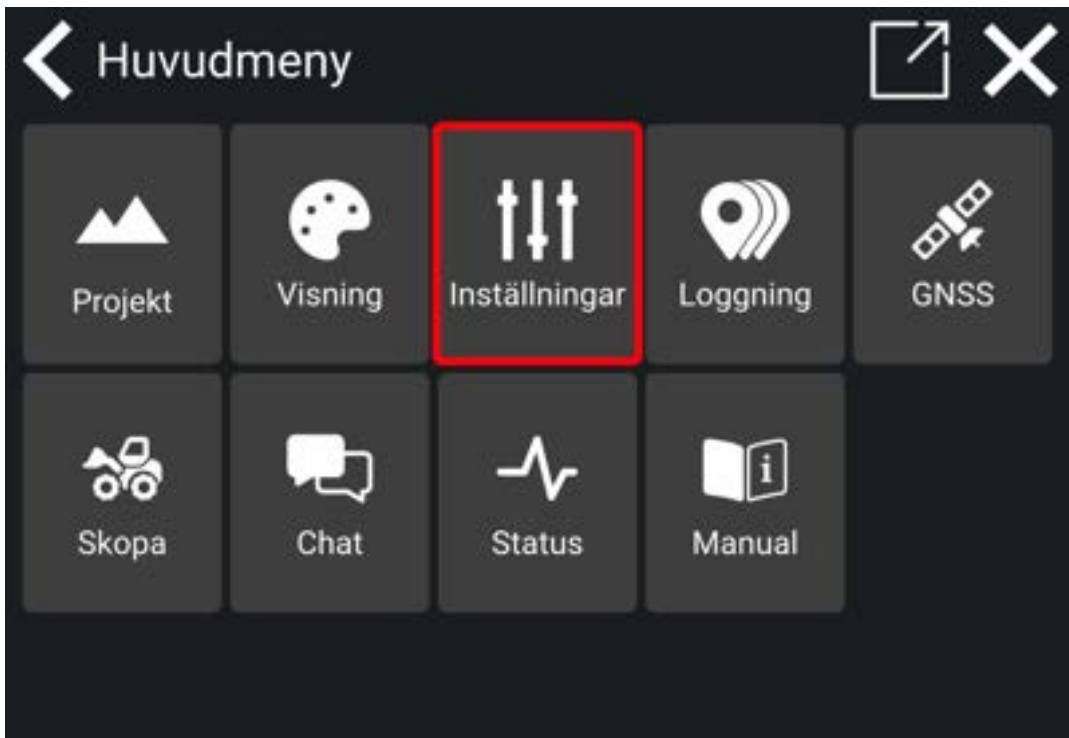 Huvudmeny
Projekt
Visning
Inställningar
Loggning
GNSS
Skopa
Chat
Status
i
Manual